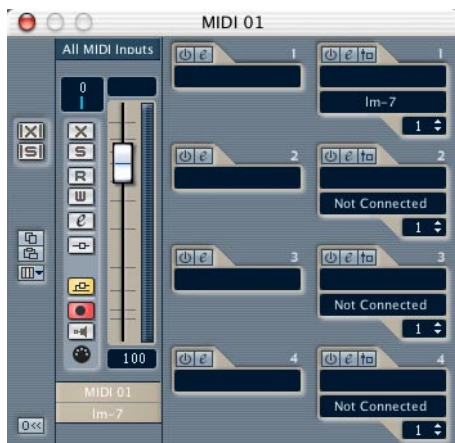 MIDI 01
All MIDI Inputs
0
X
S
R
W
e
100
MIDI 01
lm-7
X
S
0<<
e 1
e 2
e 3
e 4
e 1
lm-7
1
e 2
Not Connected
1
e 3
Not Connected
1
e 4
Not Connected
1